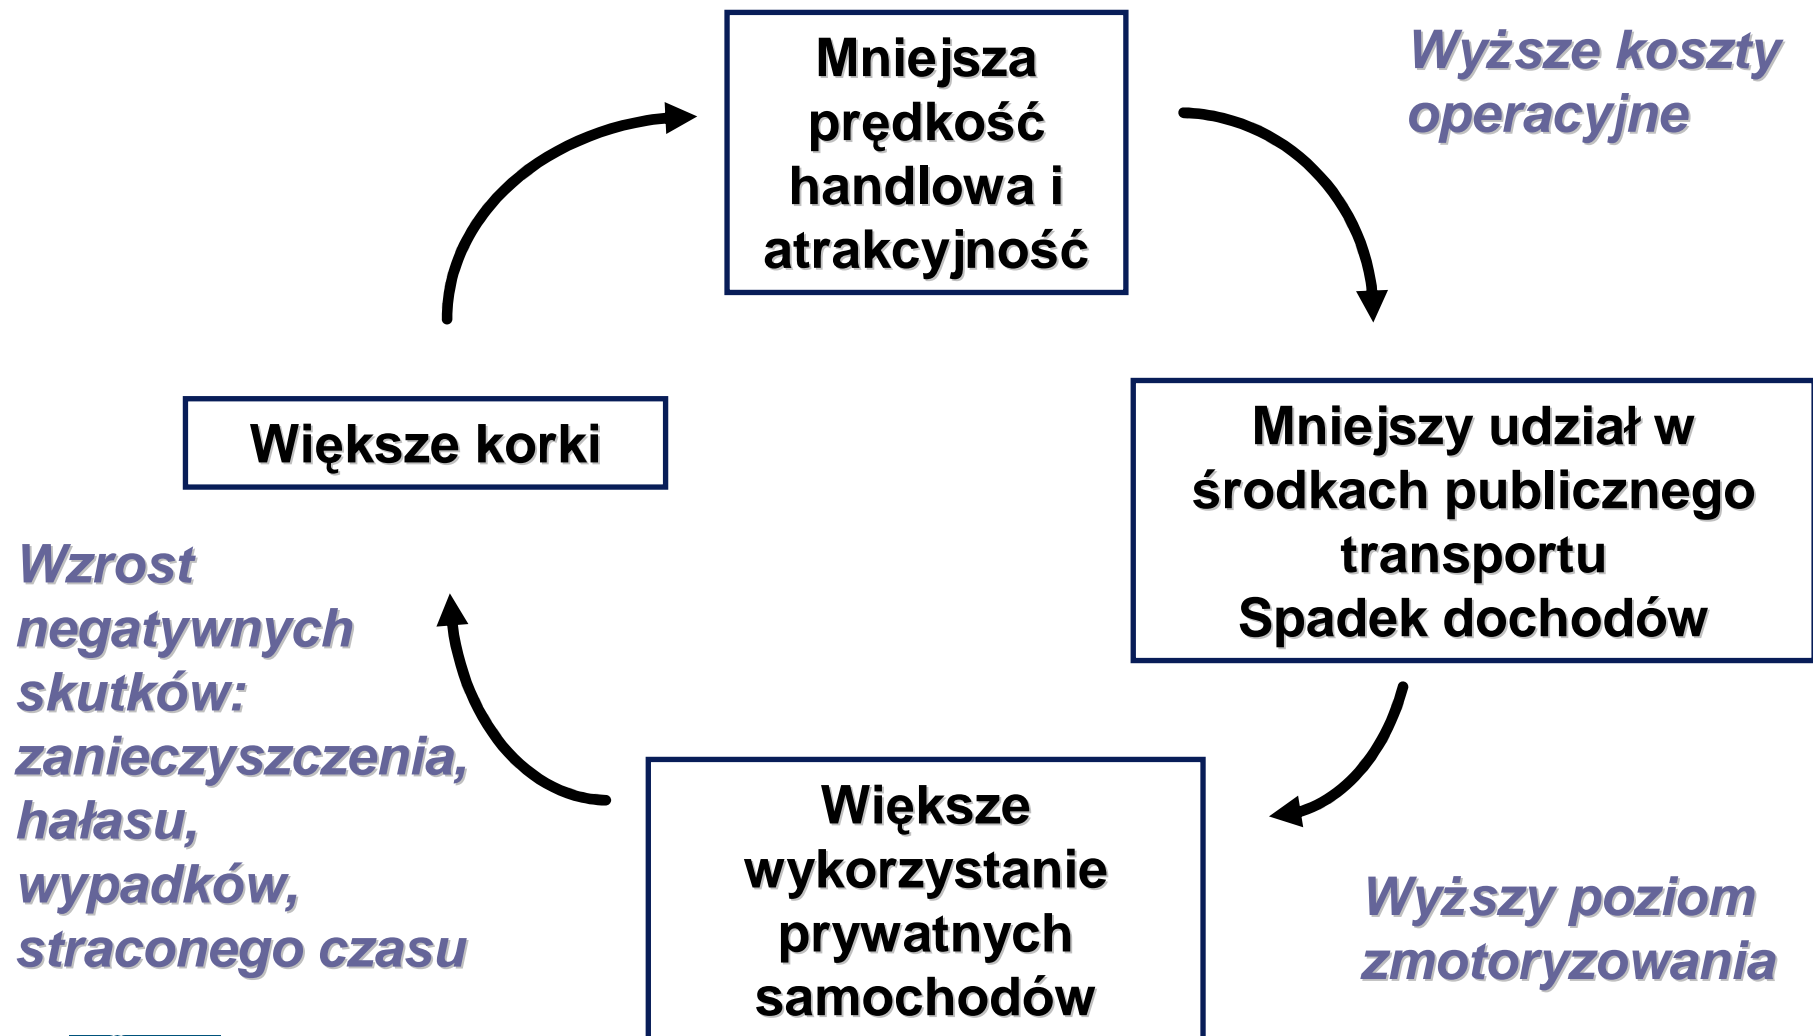 Mniejsza
prędkość
handlowa i
atrakcyjność
Wyższe koszty
operacyjne
Większe korki
Mniejszy udział w
środkach publicznego
transportu
Spadek dochodów
Wzrost
negatywnych
skutków:
zanieczyszczenia,
hałasu,
wypadków,
straconego czasu
Większe
wykorzystanie
prywatnych
samochodów
Wyższy poziom
zmotoryzowania